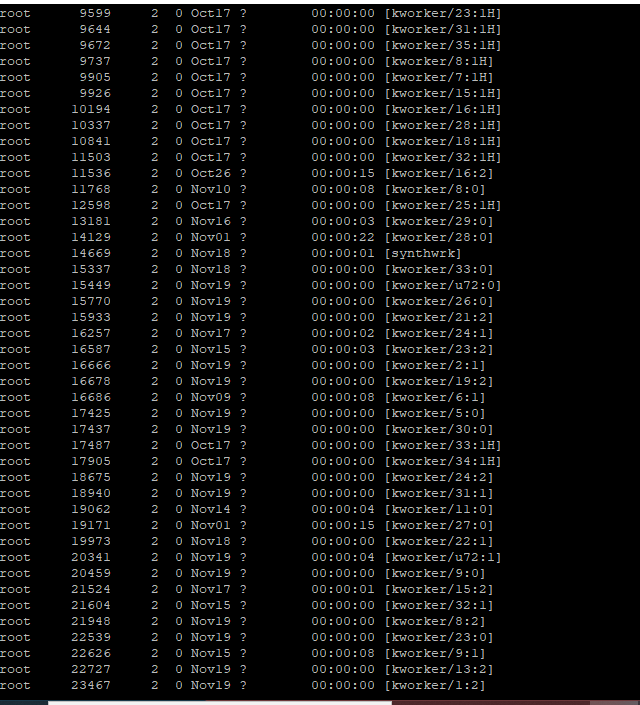 root 9599 2 0 Oct17 ? 00:00:00 [kworker/23:1H]
root 9644 2 0 Oct17 ? 00:00:00 [kworker/31:1H]
root 9672 2 0 Oct17 ? 00:00:00 [kworker/35:1H]
root 9737 2 0 Oct17 ? 00:00:00 [kworker/8:1H]
root 9905 2 0 Oct17 ? 00:00:00 [kworker/7:1H]
root 9926 2 0 Oct17 ? 00:00:00 [kworker/15:1H]
root 10194 2 0 Oct17 ? 00:00:00 [kworker/16:1H]
root 10337 2 0 Oct17 ? 00:00:00 [kworker/28:1H]
root 10841 2 0 Oct17 ? 00:00:00 [kworker/18:1H]
root 11503 2 0 Oct17 ? 00:00:00 [kworker/32:1H]
root 11536 2 0 Oct26 ? 00:00:15 [kworker/16:2]
root 11768 2 0 Nov10 ? 00:00:08 [kworker/8:0]
root 12598 2 0 Oct17 ? 00:00:00 [kworker/25:1H]
root 13181 2 0 Nov16 ? 00:00:03 [kworker/29:0]
root 14129 2 0 Nov01 ? 00:00:22 [kworker/28:0]
root 14669 2 0 Nov18 ? 00:00:01 [synthwrk]
root 15337 2 0 Nov18 ? 00:00:00 [kworker/33:0]
root 15449 2 0 Nov19 ? 00:00:00 [kworker/u72:0]
root 15770 2 0 Nov19 ? 00:00:00 [kworker/26:0]
root 15933 2 0 Nov19 ? 00:00:00 [kworker/21:2]
root 16257 2 0 Nov17 ? 00:00:02 [kworker/24:1]
root 16587 2 0 Nov15 ? 00:00:03 [kworker/23:2]
root 16666 2 0 Nov19 ? 00:00:00 [kworker/2:1]
root 16678 2 0 Nov19 ? 00:00:00 [kworker/19:2]
root 16686 2 0 Nov09 ? 00:00:08 [kworker/6:1]
root 17425 2 0 Nov19 ? 00:00:00 [kworker/5:0]
root 17437 2 0 Nov19 ? 00:00:00 [kworker/30:0]
root 17487 2 0 Oct17 ? 00:00:00 [kworker/33:1H]
root 17905 2 0 Oct17 ? 00:00:00 [kworker/34:1H]
root 18675 2 0 Nov19 ? 00:00:00 [kworker/24:2]
root 18940 2 0 Nov19 ? 00:00:00 [kworker/31:1]
root 19062 2 0 Nov14 ? 00:00:04 [kworker/11:0]
root 19171 2 0 Nov01 ? 00:00:15 [kworker/27:0]
root 19973 2 0 Nov18 ? 00:00:00 [kworker/22:1]
root 20341 2 0 Nov19 ? 00:00:04 [kworker/u72:1]
root 20459 2 0 Nov19 ? 00:00:00 [kworker/9:0]
root 21524 2 0 Nov17 ? 00:00:01 [kworker/15:2]
root 21604 2 0 Nov15 ? 00:00:00 [kworker/32:1]
root 21948 2 0 Nov19 ? 00:00:00 [kworker/8:2]
root 22539 2 0 Nov19 ? 00:00:00 [kworker/23:0]
root 22626 2 0 Nov15 ? 00:00:08 [kworker/9:1]
root 22727 2 0 Nov19 ? 00:00:00 [kworker/13:2]
root 23467 2 0 Nov19 ? 00:00:00 [kworker/1:2]